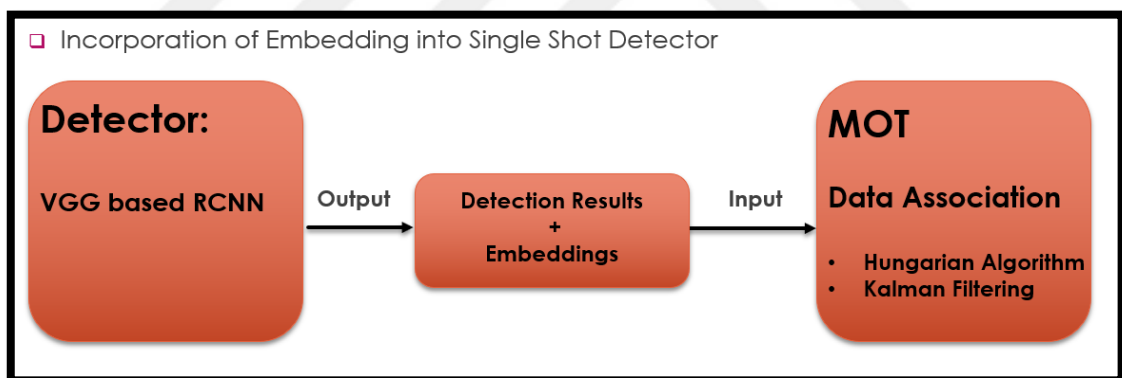 Incorporation of Embedding into Single Shot Detector
Detector:
VGG based RCNN
Output
Detection Results
+
Embeddings
Input
MOT
Data Association
• Hungarian Algorithm
• Kalman Filtering